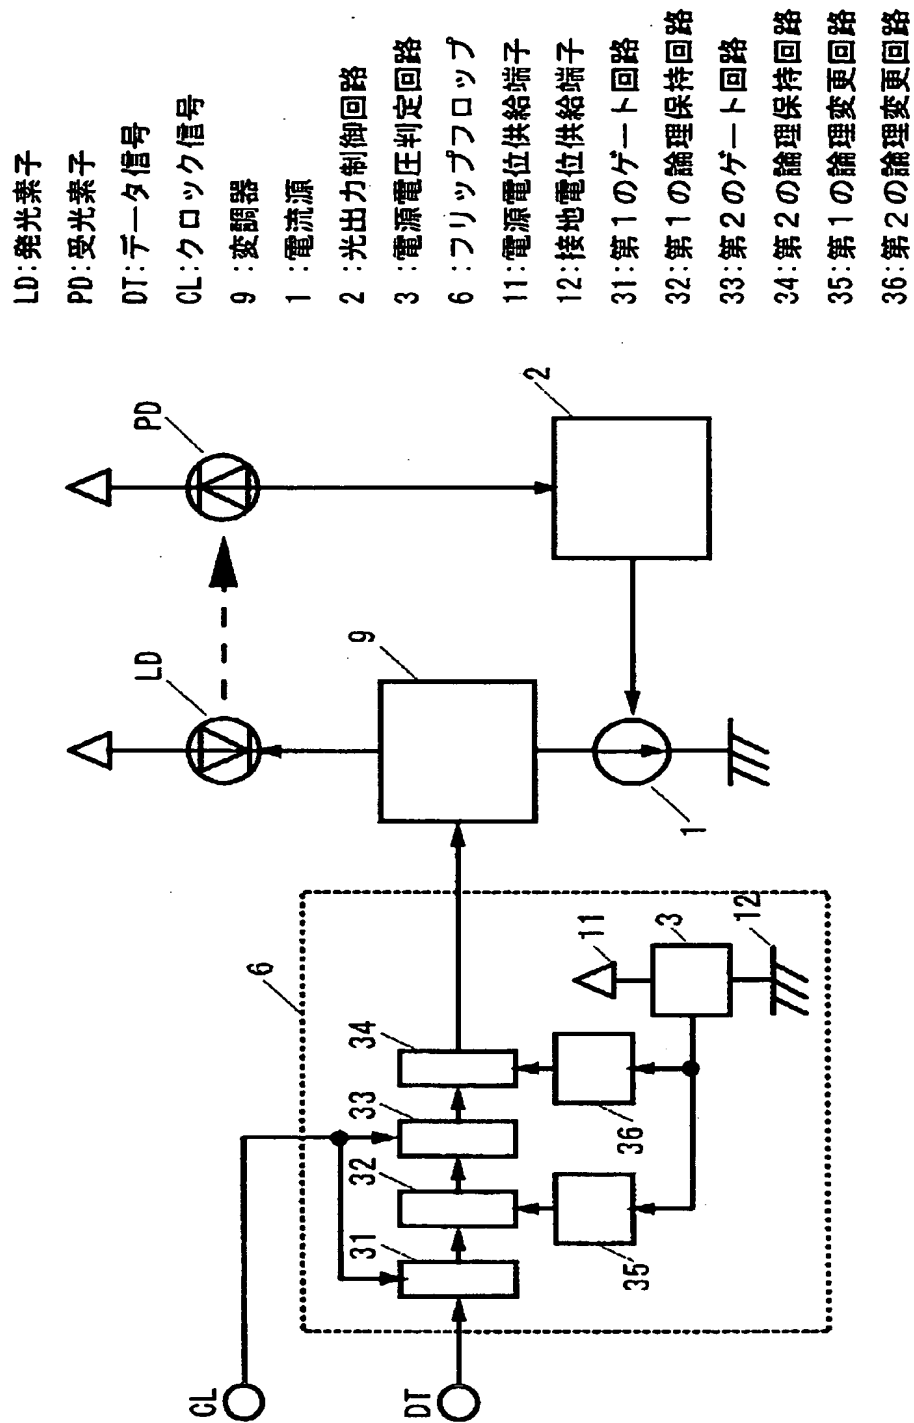 LD:発光素子
PD:受光素子
DT:データ信号
CL:クロック信号
9:変調器
1:電流源
2:光出力制御回路
3:電源電圧判定回路
6:フリップフロップ
11:電源電位供給端子
12:接地電位供給端子
31:第1のゲート回路
32:第1の論理保持回路
33:第2のゲート回路
34:第2の論理保持回路
35:第1の論理変更回路
36:第2の論理変更回路
PD
LD
2
9
1
6
34
33
32
31
36
35
11
3
12
CL
DT